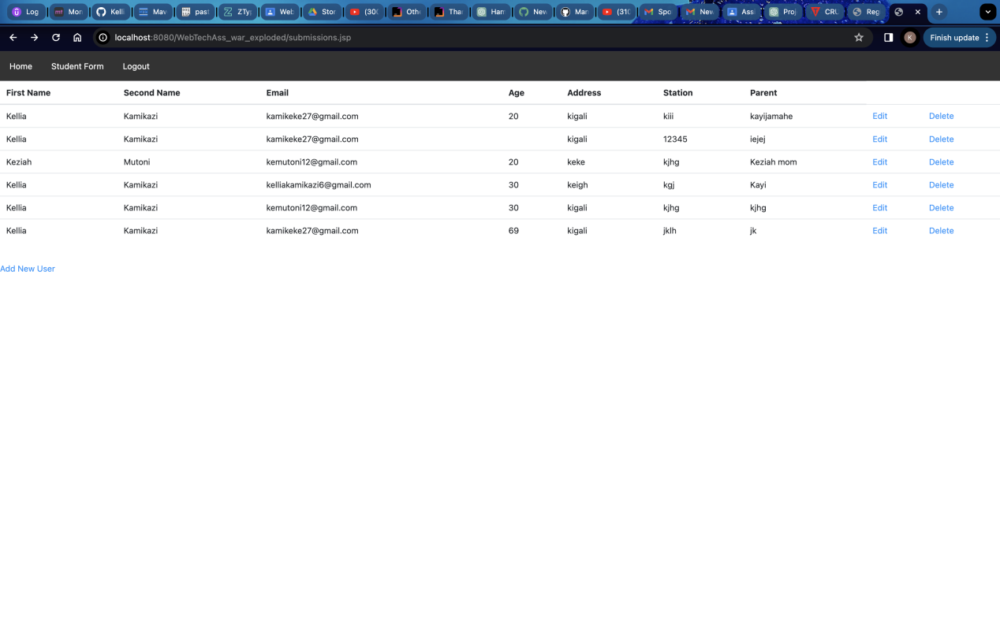 Log Mon Kelli Mav past ZTy Web Stor (30 Othe Tha Ham New Man (310 Spo New Ass Proj CRU Reg
localhost:8080/WebTechAss_war_exploded/submissions.jsp K Finish update
Home Student Form Logout
First Name Second Name Email Age Address Station Parent
Kellia Kamikazi kamikeke27@gmail.com 20 kigali kiii kayijamahe Edit Delete
Kellia Kamikazi kamikeke27@gmail.com kigali 12345 iejej Edit Delete
Keziah Mutoni kemutoni12@gmail.com 20 keke kjhg Keziah mom Edit Delete
Kellia Kamikazi kelliakamikazi6@gmail.com 30 keigh kgj Kayi Edit Delete
Kellia Kamikazi kemutoni12@gmail.com 30 kigali kjhg kjhg Edit Delete
Kellia Kamikazi kamikeke27@gmail.com 69 kigali jklh jk Edit Delete
Add New User